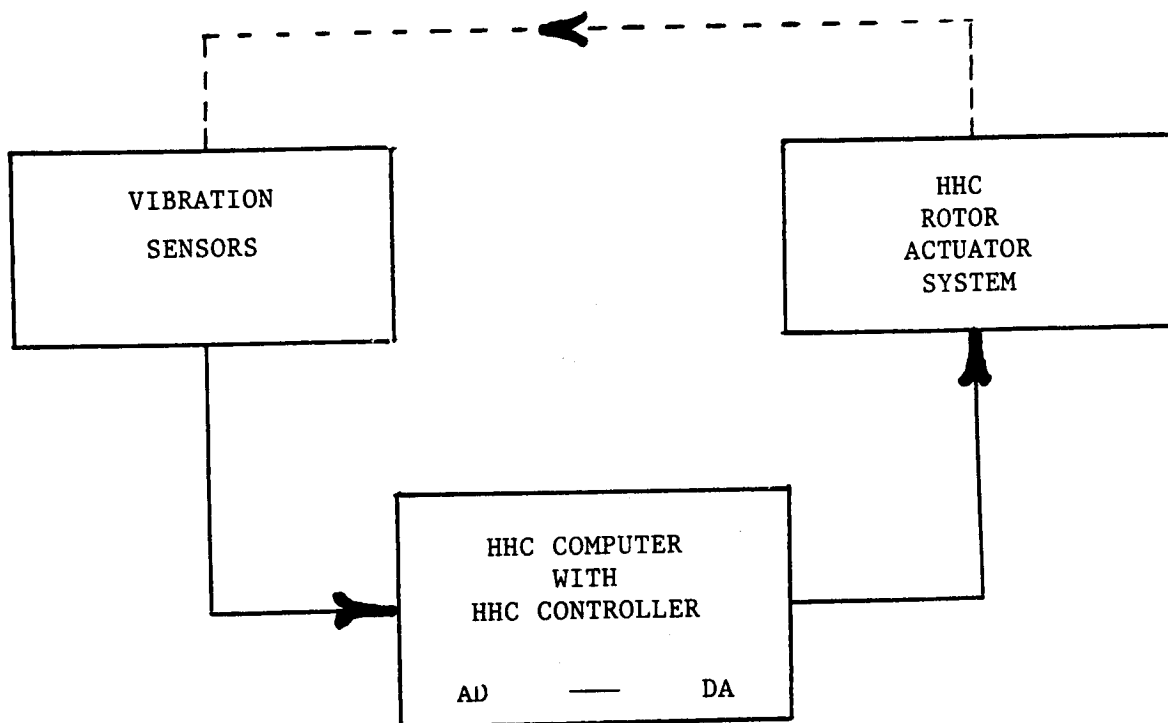 VIBRATION
SENSORS
HHC
ROTOR
ACTUATOR
SYSTEM
HHC COMPUTER
WITH
HHC CONTROLLER
AD — DA